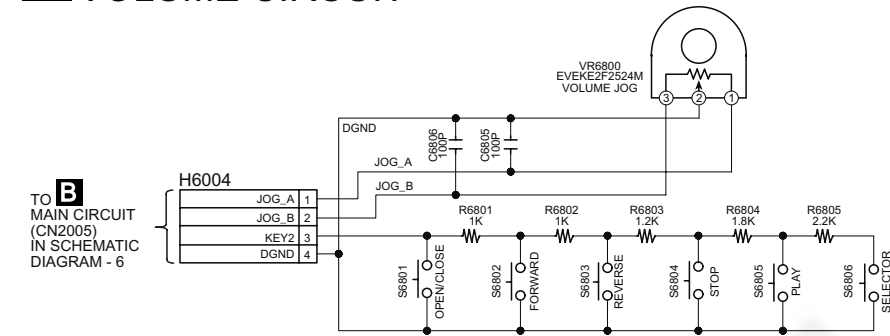 VR6800
EVEKE2F2524M
VOLUME JOG
3 2 1
DGND
C6806
100P
C6805
100P
JOG_A
JOG_B
TO B
MAIN CIRCUIT
(CN2005)
IN SCHEMATIC
DIAGRAM - 6
H6004
JOG_A 1
JOG_B 2
KEY2 3
DGND 4
R6801
1K
R6802
1K
R6803
1.2K
R6804
1.8K
R6805
2.2K
S6801
OPEN/CLOSE
S6802
FORWARD
S6803
REVERSE
S6804
STOP
S6805
PLAY
S6806
SELECTOR